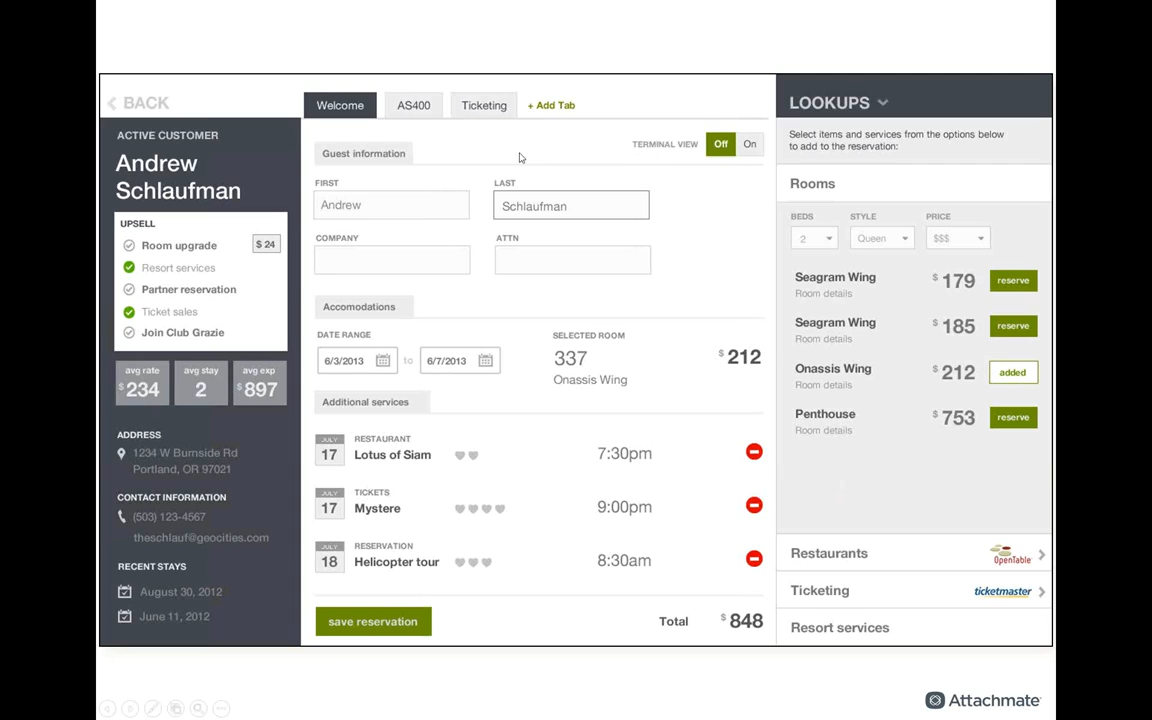 BACK
ACTIVE CUSTOMER
Andrew
Schlaufman
UPSELL
Room upgrade
$ 24
Resort services
Partner reservation
Ticket sales
Join Club Grazie
avg rate
$234
avg stay
2
avg exp
$897
ADDRESS
1234 W Burnside Rd
Portland, OR 97021
CONTACT INFORMATION
(503) 123-4567
theschlauf@geocities.com
RECENT STAYS
August 30, 2012
June 11, 2012
Welcome
AS400
Ticketing
+ Add Tab
TERMINAL VIEW
Off
On
Guest information
FIRST
LAST
Andrew
Schlaufman
COMPANY
ATTN
Accomodations
DATE RANGE
6/3/2013
to
6/7/2013
SELECTED ROOM
337
Onassis Wing
$212
Additional services
JULY
17
RESTAURANT
Lotus of Siam
7:30pm
JULY
17
TICKETS
Mystere
9:00pm
JULY
18
RESERVATION
Helicopter tour
8:30am
save reservation
Total
$848
LOOKUPS
Select items and services from the options below
to add to the reservation:
Rooms
BEDS
STYLE
PRICE
2
Queen
$$$
Seagram Wing
Room details
$179
reserve
Seagram Wing
Room details
$185
reserve
Onassis Wing
Room details
$212
added
Penthouse
Room details
$753
reserve
Restaurants
OpenTable
Ticketing
ticketmaster
Resort services
Attachmate